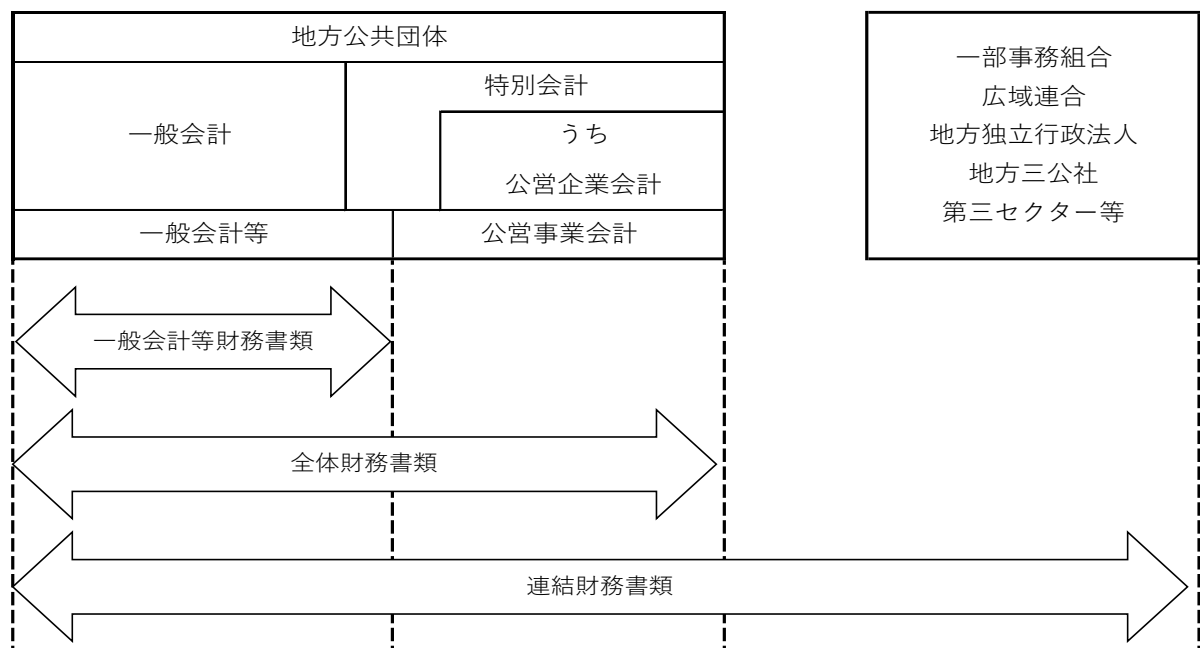 地方公共団体
一般会計
特別会計
うち
公営企業会計
一般会計等
公営事業会計
一部事務組合
広域連合
地方独立行政法人
地方三公社
第三セクター等
一般会計等財務書類
全体財務書類
連結財務書類